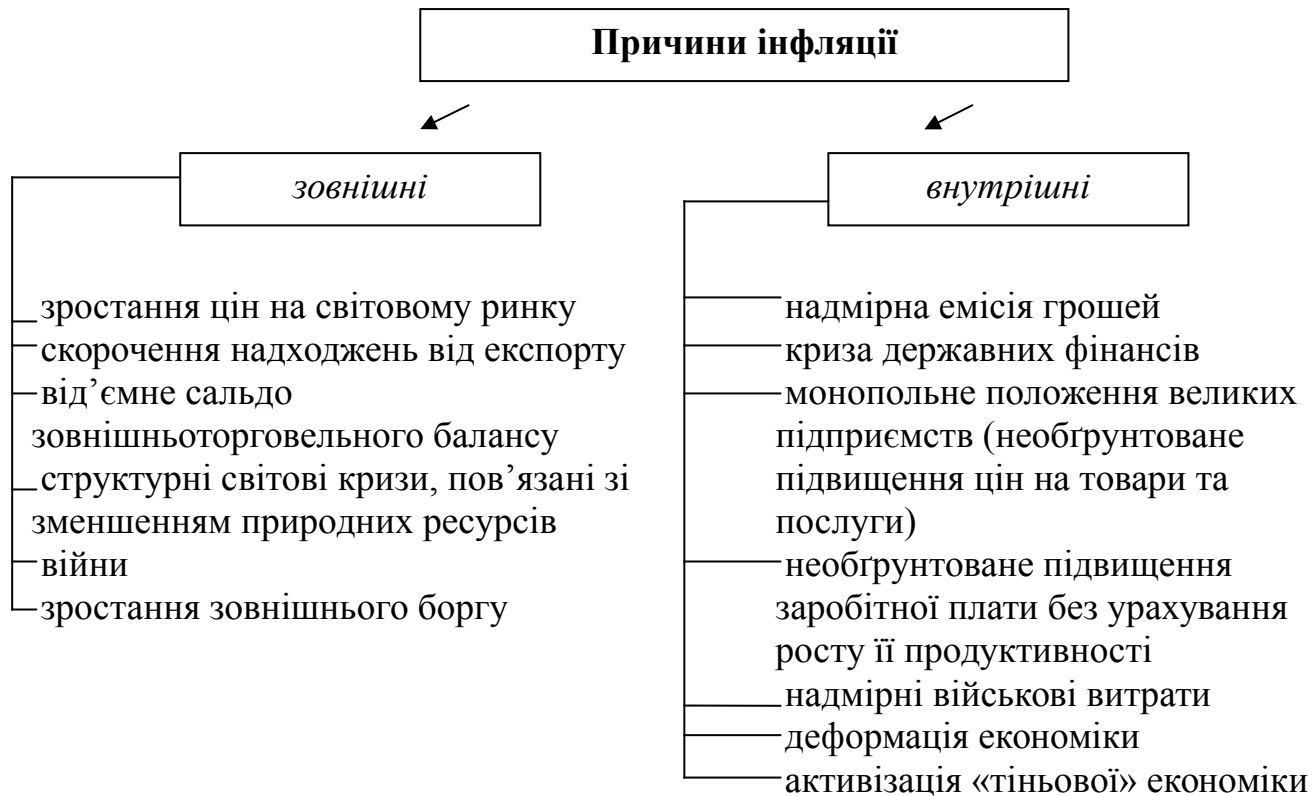 Причини інфляції
зовнішні
зростання цін на світовому ринку
скорочення надходжень від експорту
від’ємне сальдо
зовнішньоторговельного балансу
структурні світові кризи, пов’язані зі
зменшенням природних ресурсів
війни
зростання зовнішнього боргу
внутрішні
надмірна емісія грошей
криза державних фінансів
монопольне положення великих
підприємств (необґрунтоване
підвищення цін на товари та
послуги)
необґрунтоване підвищення
заробітної плати без урахування
росту її продуктивності
надмірні військові витрати
деформація економіки
активізація «тіньової» економіки